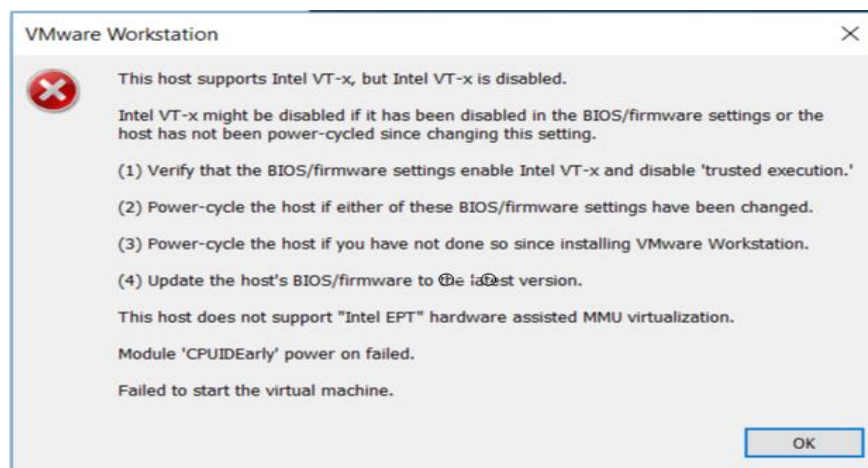 VMware Workstation
This host supports Intel VT-x, but Intel VT-x is disabled.
Intel VT-x might be disabled if it has been disabled in the BIOS/firmware settings or the
host has not been power-cycled since changing this setting.
(1) Verify that the BIOS/firmware settings enable Intel VT-x and disable 'trusted execution.'
(2) Power-cycle the host if either of these BIOS/firmware settings have been changed.
(3) Power-cycle the host if you have not done so since installing VMware Workstation.
(4) Update the host's BIOS/firmware to the latest version.
This host does not support "Intel EPT" hardware assisted MMU virtualization.
Module 'CPUIDEarly' power on failed.
Failed to start the virtual machine.
OK